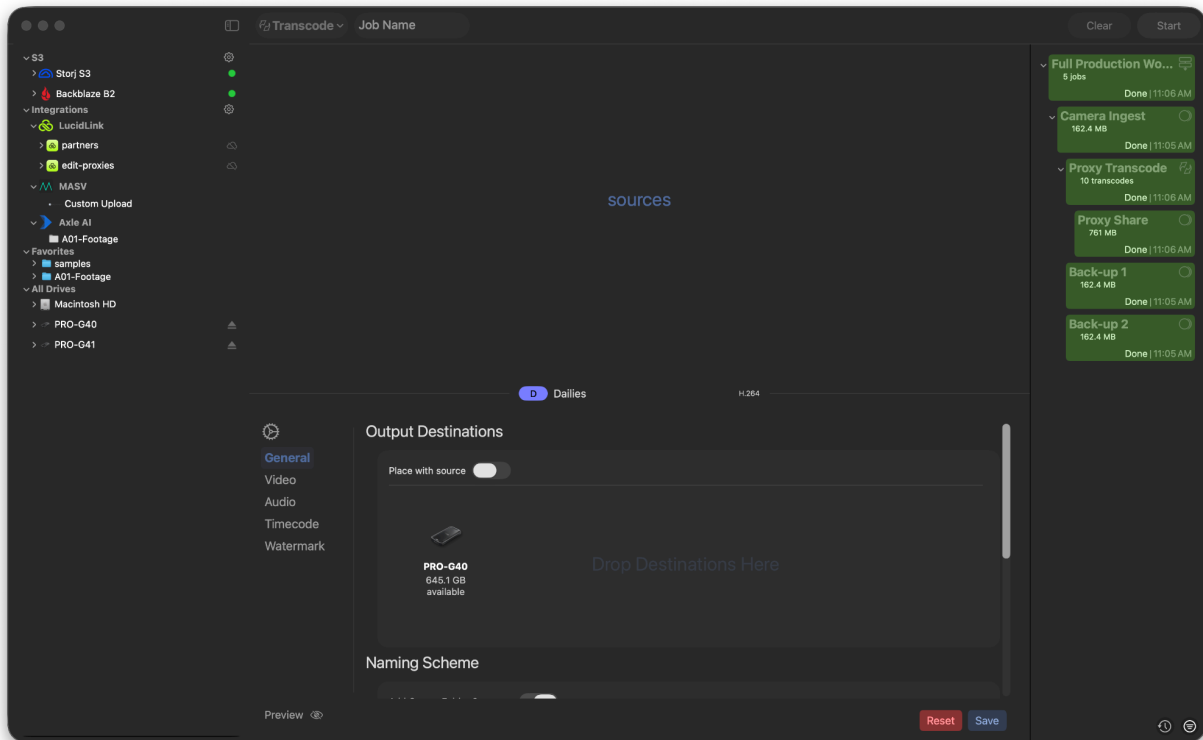 Transcode
Job Name
Clear
Start
S3
Storj S3
Backblaze B2
Integrations
LucidLink
partners
edit-proxies
MASV
Custom Upload
Axle AI
A01-Footage
Favorites
samples
A01-Footage
All Drives
Macintosh HD
PRO-G40
PRO-G41
sources
D Dailies
H.264
General
Video
Audio
Timecode
Watermark
Preview
Output Destinations
Place with source
PRO-G40
645.1 GB
available
Drop Destinations Here
Naming Scheme
Reset
Save
Full Production Wo...
5 jobs
Done | 11:06 AM
Camera Ingest
162.4 MB
Done | 11:05 AM
Proxy Transcode
10 transcodes
Done | 11:06 AM
Proxy Share
761 MB
Done | 11:06 AM
Back-up 1
162.4 MB
Done | 11:05 AM
Back-up 2
162.4 MB
Done | 11:05 AM